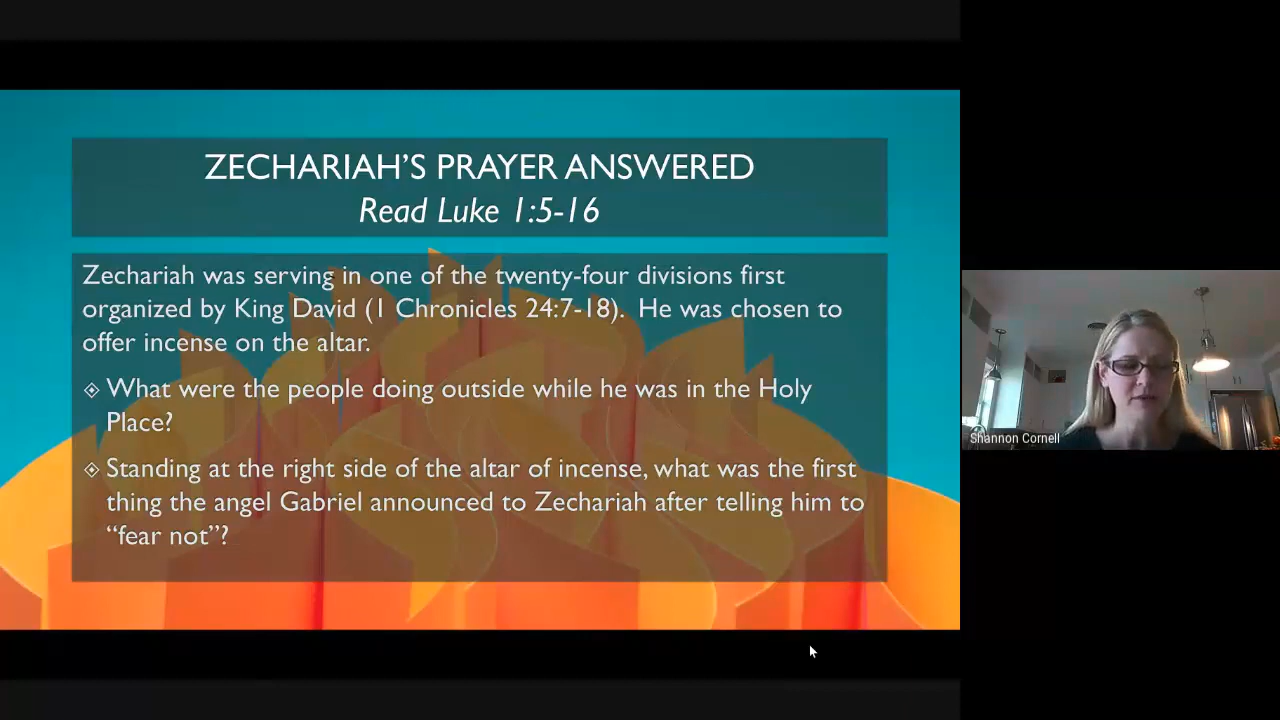 ZECHARIAH'S PRAYER ANSWERED
Read Luke 1:5-16
Zechariah was serving in one of the twenty-four divisions first
organized by King David (1 Chronicles 24:7-18).  He was chosen to
offer incense on the altar.
What were the people doing outside while he was in the Holy
Place?
Standing at the right side of the altar of incense, what was the first
thing the angel Gabriel announced to Zechariah after telling him to
“fear not”?
Shannon Cornell